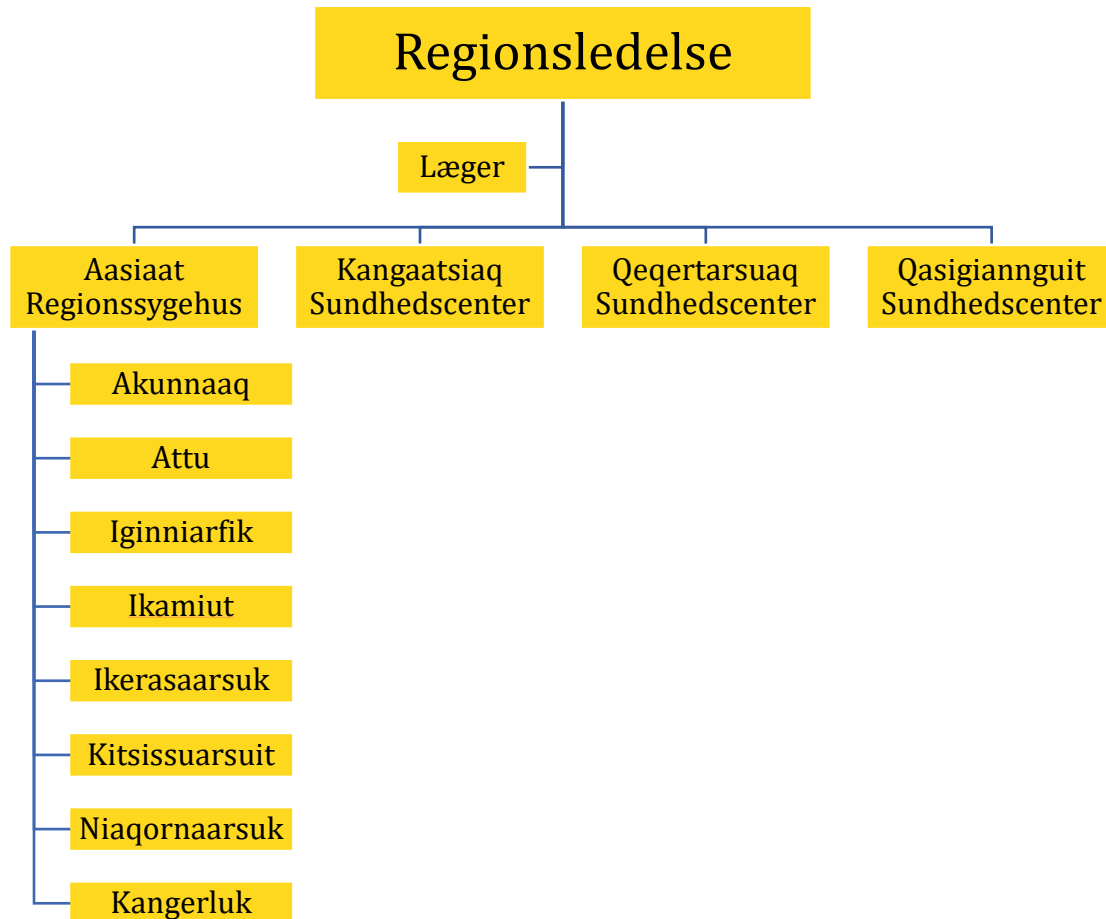 Regionsledelse
Læger
Aasiaat
Regionssygehus
Kangaatsiaq
Sundhedscenter
Qeqertarsuaq
Sundhedscenter
Qasigiannguit
Sundhedscenter
Akunnaaq
Attu
Iginniarfik
Ikamiut
Ikerasaarsuk
Kitsissuarsuit
Niaqornaarsuk
Kangerluk